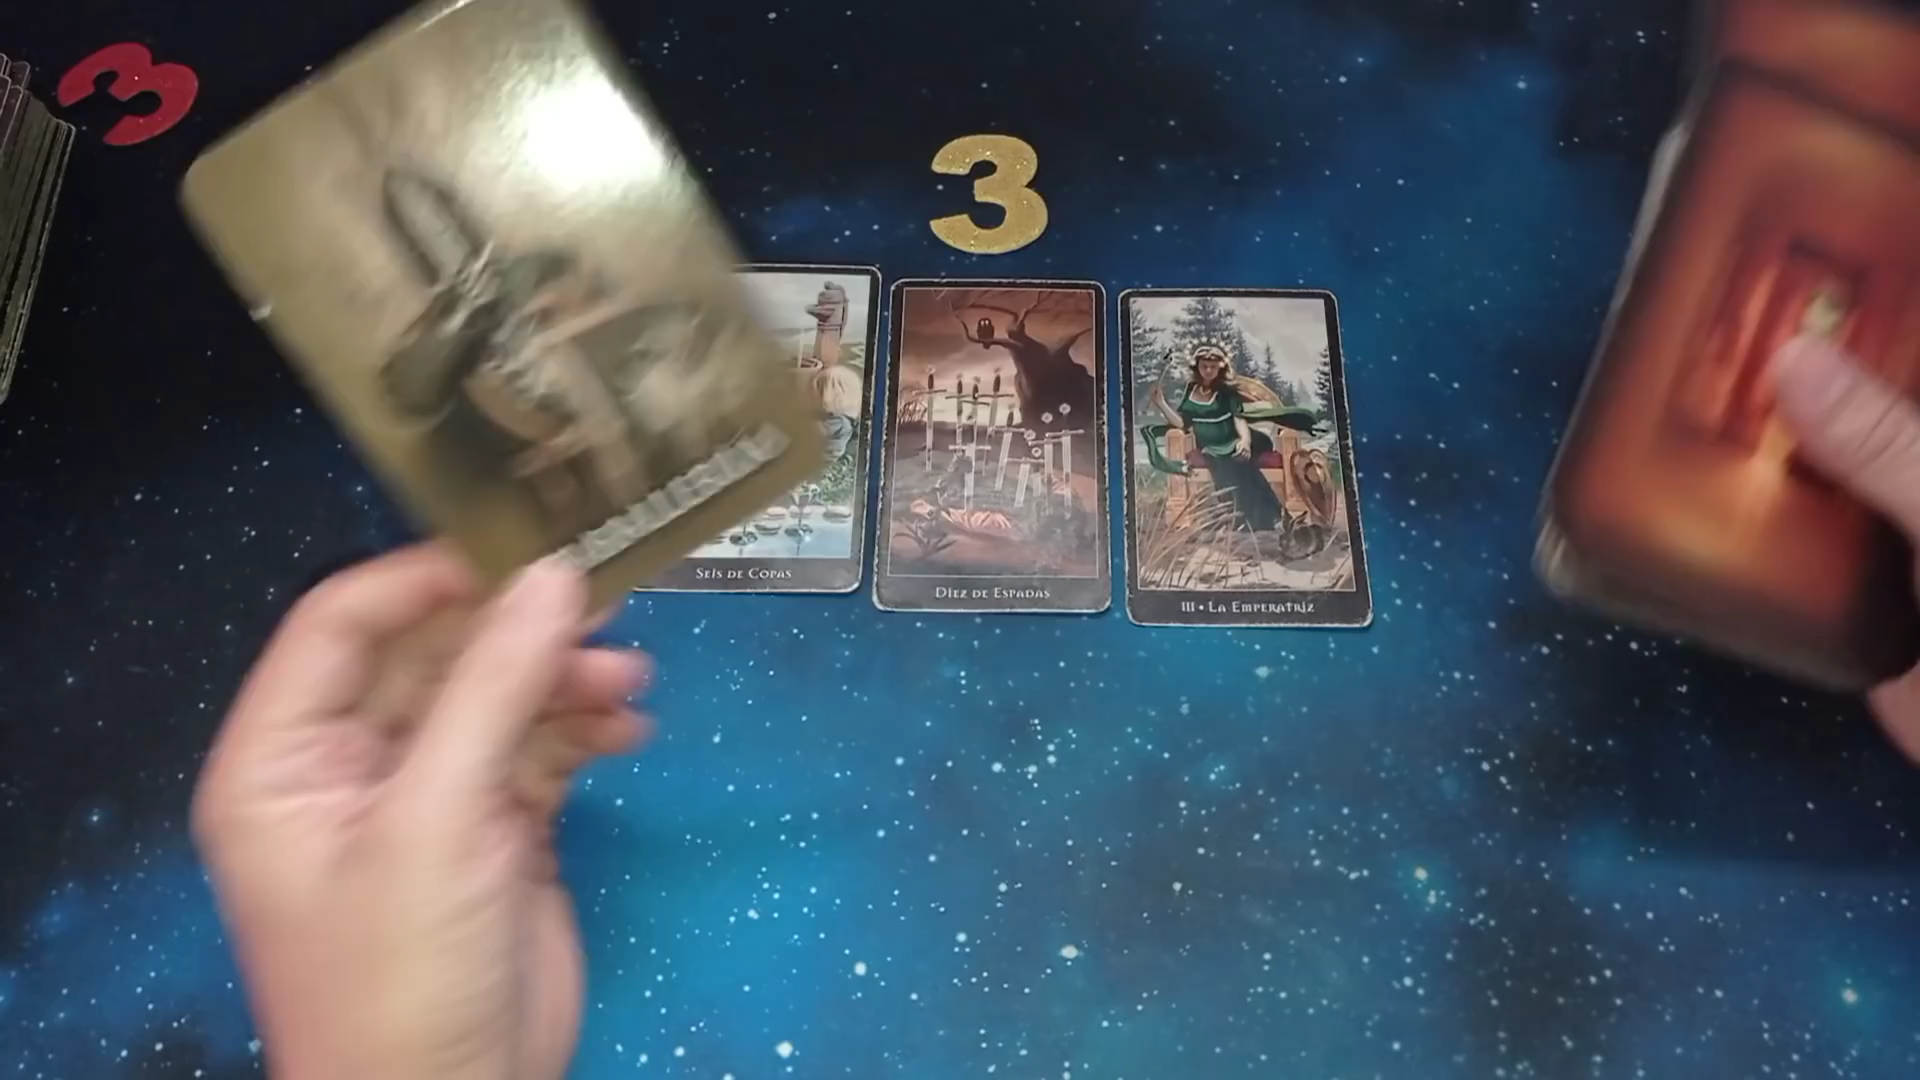 3
3
Seis de Copas
Diez de Espadas
III • La Emperatriz